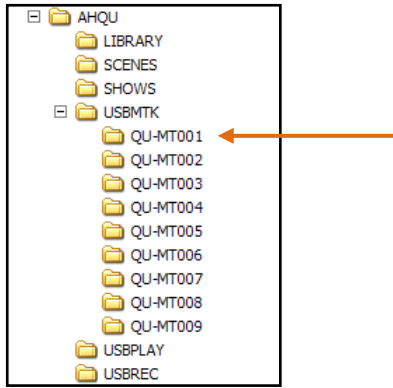 AHQU
LIBRARY
SCENES
SHOWS
USBMTK
QU-MT001
QU-MT002
QU-MT003
QU-MT004
QU-MT005
QU-MT006
QU-MT007
QU-MT008
QU-MT009
USBPLAY
USBREC